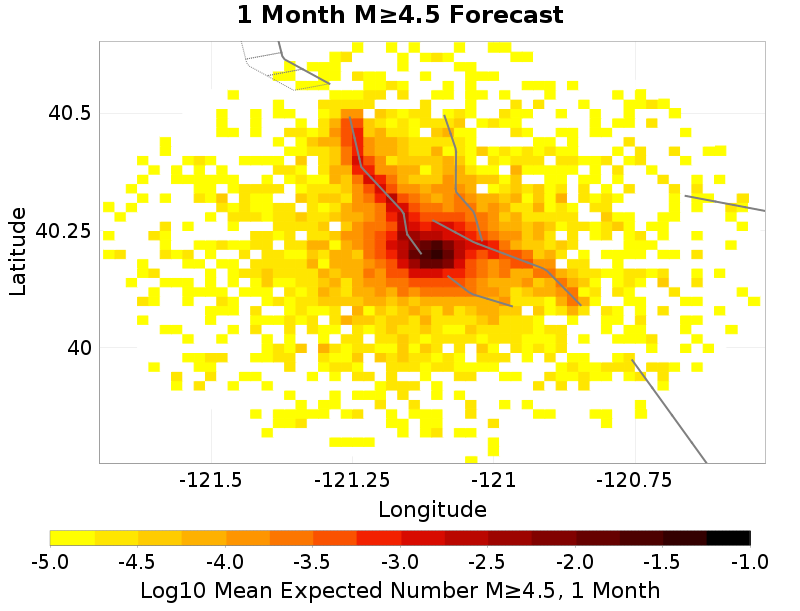 1 Month M≥4.5 Forecast
40.5
40.25
40
Latitude
-121.5 -121.25 -121 -120.75
Longitude
-5.0 -4.5 -4.0 -3.5 -3.0 -2.5 -2.0 -1.5 -1.0
Log10 Mean Expected Number M≥4.5, 1 Month